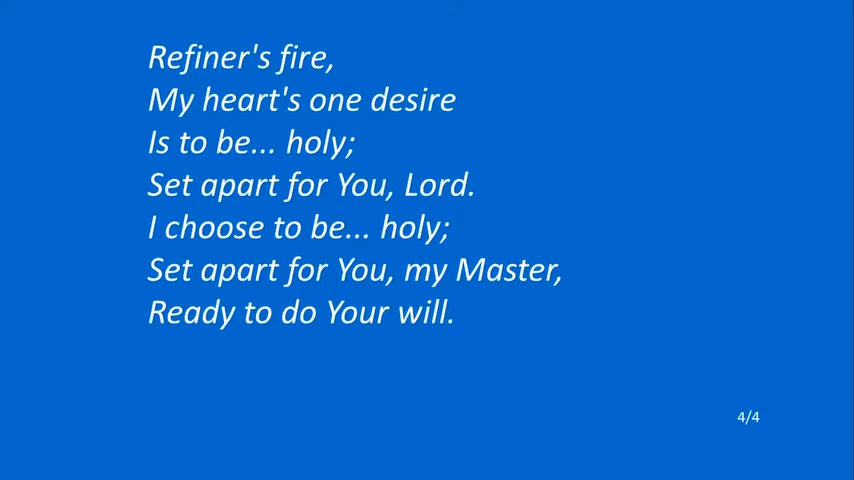 Refiner's fire,
My heart's one desire
Is to be... holy;
Set apart for You, Lord.
I choose to be... holy;
Set apart for You, my Master,
Ready to do Your will.
4/4